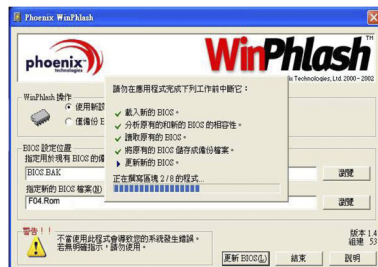 Phoenix WinPhlash
phoenix
technologies
WinPhlash
TM
ix Technologies, Ltd. 2000 - 2002
WinPhlash 操作
使用新設
僅備份 B
請勿在應用程式完成下列工作前中斷它：
載入新的 BIOS。
分析原有的和新的 BIOS 的相容性。
讀取原有的 BIOS。
將原有的 BIOS 儲存成備份檔案。
更新新的 BIOS。
正在撰寫區塊 2/8 的程式...
BIOS 設定位置
指定用於現有 BIOS 的備
BIOS.BAK
瀏覽
指定新的 BIOS 檔案(N)
F04.Rom
瀏覽
警告！！
不當使用此程式會導致您的系統發生錯誤。
若無明確指示，請勿使用。
版本 1.4
組建 53
更新 BIOS(L)
結束
說明